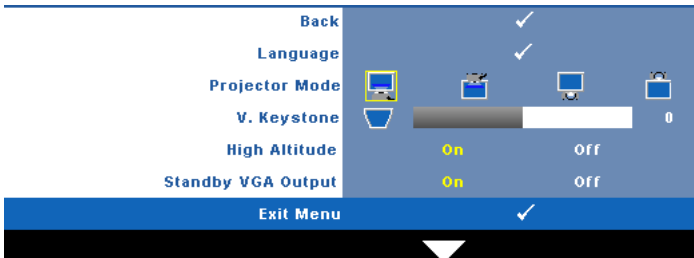 Back
Language
Projector Mode
V. Keystone 0
High Altitude On Off
Standby VGA Output On Off
Exit Menu